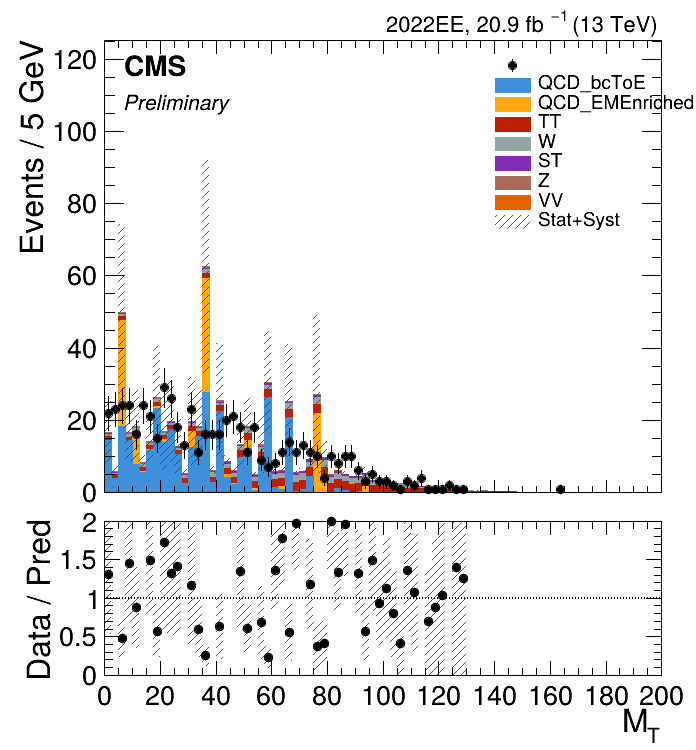 2022EE, 20.9 fb⁻¹ (13 TeV)
Events / 5 GeV
CMS
Preliminary
QCD_bcToE
QCD_EMEnriched
TT
W
ST
Z
VV
Stat+Syst
120
100
80
60
40
20
0
Data / Pred
2
1.5
1
0.5
0
0 20 40 60 80 100 120 140 160 180 200
M_T